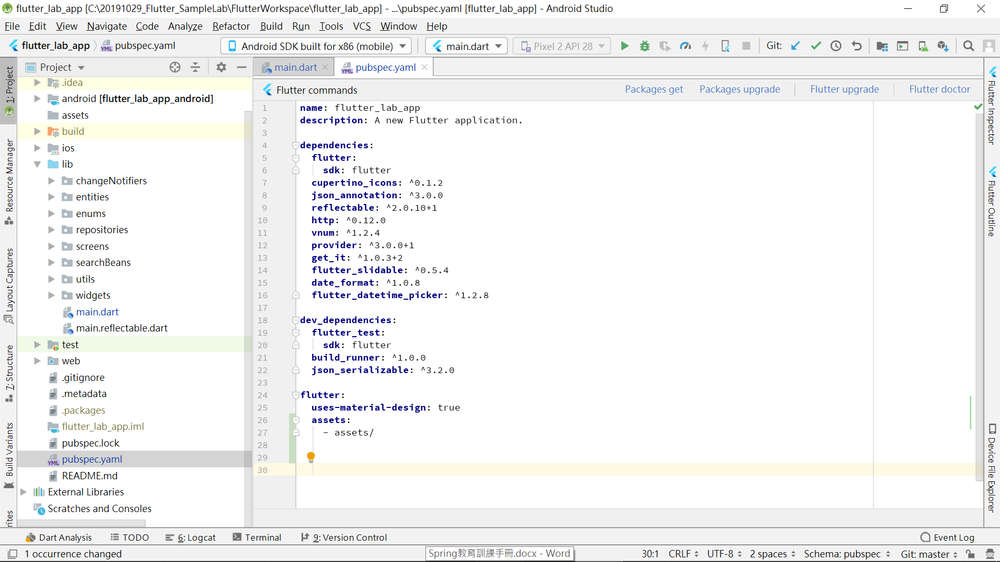 flutter_lab_app [C:\20191029_Flutter_SampleLab\FlutterWorkspace\flutter_lab_app] - ...\pubspec.yaml [flutter_lab_app] - Android Studio
File Edit View Navigate Code Analyze Refactor Build Run Tools VCS Window Help
flutter_lab_app pubspec.yaml Android SDK built for x86 (mobile) main.dart Pixel 2 API 28 Git:
Project
main.dart
pubspec.yaml
Flutter commands Packages get Packages upgrade Flutter upgrade Flutter doctor
.idea
android [flutter_lab_app_android]
assets
build
ios
lib
changeNotifiers
entities
enums
repositories
screens
searchBeans
utils
widgets
main.dart
main.reflectable.dart
test
web
.gitignore
.metadata
.packages
flutter_lab_app.iml
pubspec.lock
pubspec.yaml
README.md
External Libraries
Scratches and Consoles
1 name: flutter_lab_app
2 description: A new Flutter application.
3
4 dependencies:
5 flutter:
6 sdk: flutter
7 cupertino_icons: ^0.1.2
8 json_annotation: ^3.0.0
9 reflectable: ^2.0.10+1
10 http: ^0.12.0
11 vnum: ^1.2.4
12 provider: ^3.0.0+1
13 get_it: ^1.0.3+2
14 flutter_slidable: ^0.5.4
15 date_format: ^1.0.8
16 flutter_datetime_picker: ^1.2.8
17
18 dev_dependencies:
19 flutter_test:
20 sdk: flutter
21 build_runner: ^1.0.0
22 json_serializable: ^3.2.0
23
24 flutter:
25 uses-material-design: true
26 assets:
27 - assets/
28
29
30
1: Project
Resource Manager
Layout Captures
7: Structure
Build Variants
rites
Flutter Inspector
Flutter Outline
Device File Explorer
Dart Analysis TODO 6: Logcat Terminal 9: Version Control Event Log
1 occurrence changed Spring教育訓練手冊.docx - Word 30:1 CRLF UTF-8 2 spaces Schema: pubspec Git: master